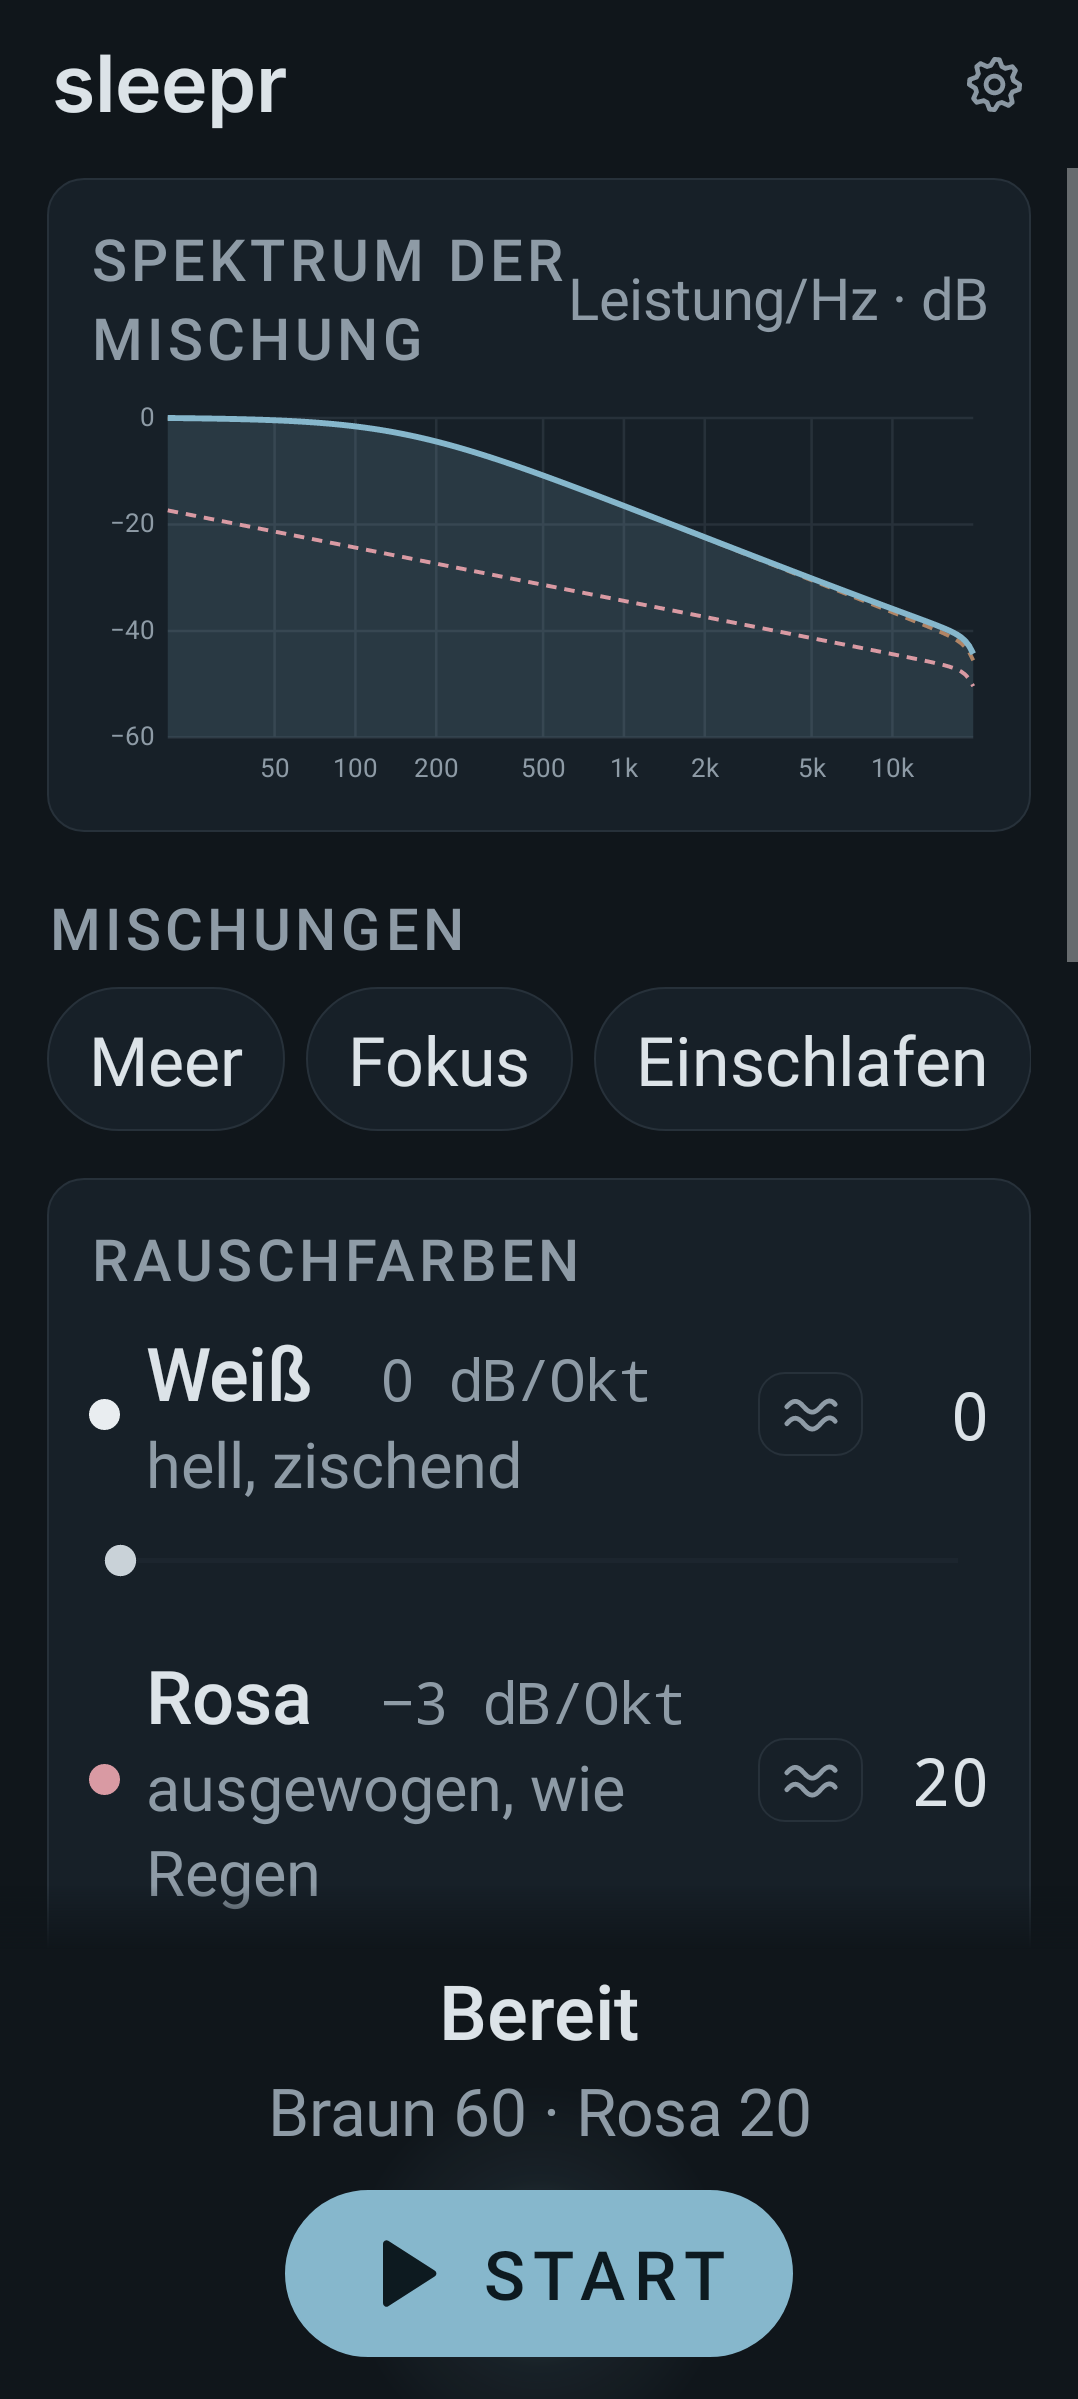 sleepr
SPEKTRUM DER
MISCHUNG
Leistung/Hz · dB
0
−20
−40
−60
50 100 200 500 1k 2k 5k 10k
MISCHUNGEN
Meer Fokus Einschlafen
RAUSCHFARBEN
Weiß 0 dB/Okt
hell, zischend
0
Rosa −3 dB/Okt
ausgewogen, wie
Regen
20
Bereit
Braun 60 · Rosa 20
START